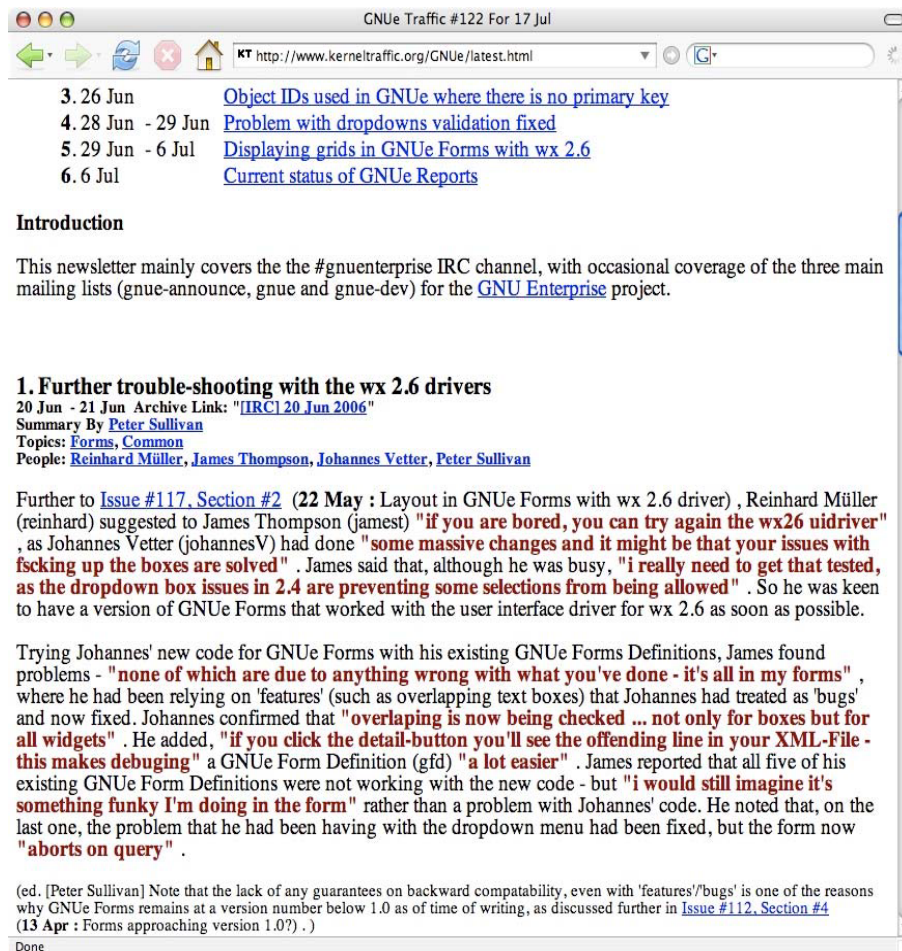 GNUe Traffic #122 For 17 Jul
KT http://www.kerneltraffic.org/GNUe/latest.html
G
3. 26 Jun Object IDs used in GNUe where there is no primary key
4. 28 Jun - 29 Jun Problem with dropdowns validation fixed
5. 29 Jun - 6 Jul Displaying grids in GNUe Forms with wx 2.6
6. 6 Jul Current status of GNUe Reports
Introduction
This newsletter mainly covers the the #gnuenterprise IRC channel, with occasional coverage of the three main
mailing lists (gnue-announce, gnue and gnue-dev) for the GNU Enterprise project.
1. Further trouble-shooting with the wx 2.6 drivers
20 Jun - 21 Jun Archive Link: "[IRC] 20 Jun 2006"
Summary By Peter Sullivan
Topics: Forms, Common
People: Reinhard Müller, James Thompson, Johannes Vetter, Peter Sullivan
Further to Issue #117, Section #2 (22 May : Layout in GNUe Forms with wx 2.6 driver) , Reinhard Müller
(reinhard) suggested to James Thompson (jamest) "if you are bored, you can try again the wx26 uidriver"
, as Johannes Vetter (johannesV) had done "some massive changes and it might be that your issues with
fscking up the boxes are solved" . James said that, although he was busy, "i really need to get that tested,
as the dropdown box issues in 2.4 are preventing some selections from being allowed" . So he was keen
to have a version of GNUe Forms that worked with the user interface driver for wx 2.6 as soon as possible.
Trying Johannes' new code for GNUe Forms with his existing GNUe Forms Definitions, James found
problems - "none of which are due to anything wrong with what you've done - it's all in my forms" ,
where he had been relying on 'features' (such as overlapping text boxes) that Johannes had treated as 'bugs'
and now fixed. Johannes confirmed that "overlaping is now being checked ... not only for boxes but for
all widgets" . He added, "if you click the detail-button you'll see the offending line in your XML-File -
this makes debuging" a GNUe Form Definition (gfd) "a lot easier" . James reported that all five of his
existing GNUe Form Definitions were not working with the new code - but "i would still imagine it's
something funky I'm doing in the form" rather than a problem with Johannes' code. He noted that, on the
last one, the problem that he had been having with the dropdown menu had been fixed, but the form now
"aborts on query" .
(ed. [Peter Sullivan] Note that the lack of any guarantees on backward compatability, even with 'features'/'bugs' is one of the reasons
why GNUe Forms remains at a version number below 1.0 as of time of writing, as discussed further in Issue #112, Section #4
(13 Apr : Forms approaching version 1.0?) . )
Done